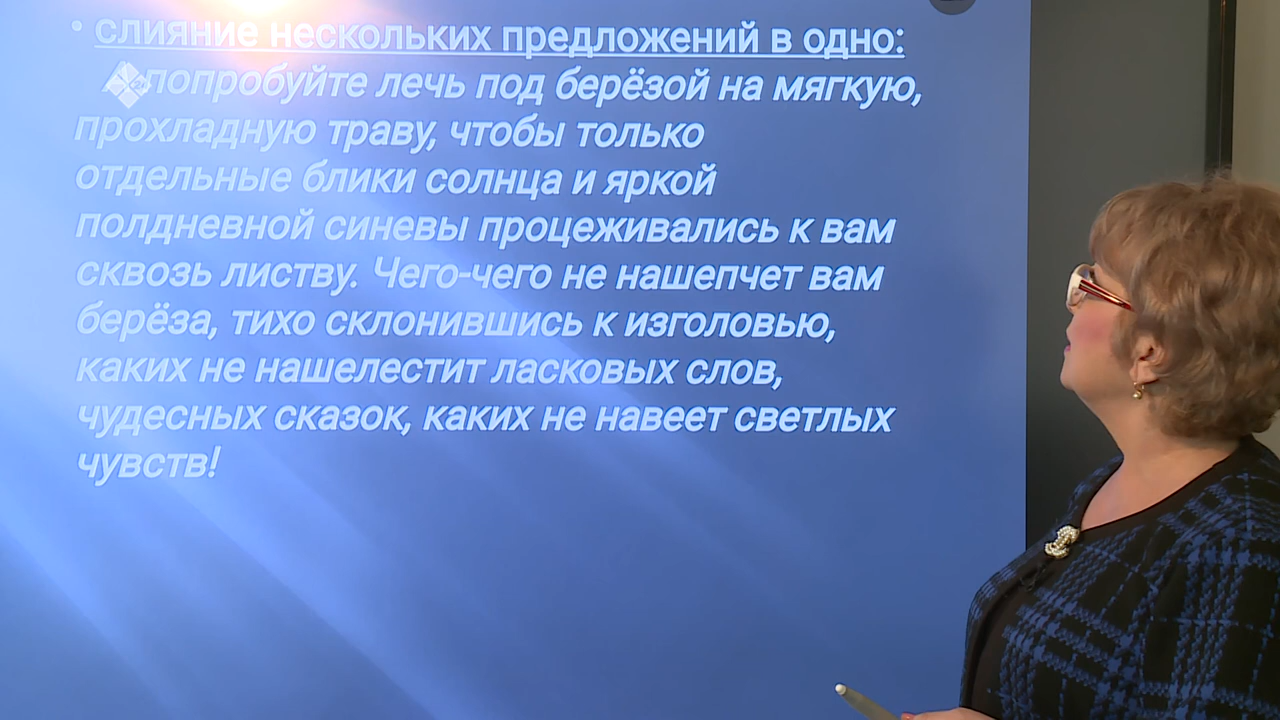 • слияние нескольких предложений в одно:
попробуйте лечь под берёзой на мягкую,
прохладную траву, чтобы только
отдельные блики солнца и яркой
полдневной синевы процеживались к вам
сквозь листву. Чего-чего не нашепчет вам
берёза, тихо склонившись к изголовью,
каких не нашелестит ласковых слов,
чудесных сказок, каких не навеет светлых
чувств!